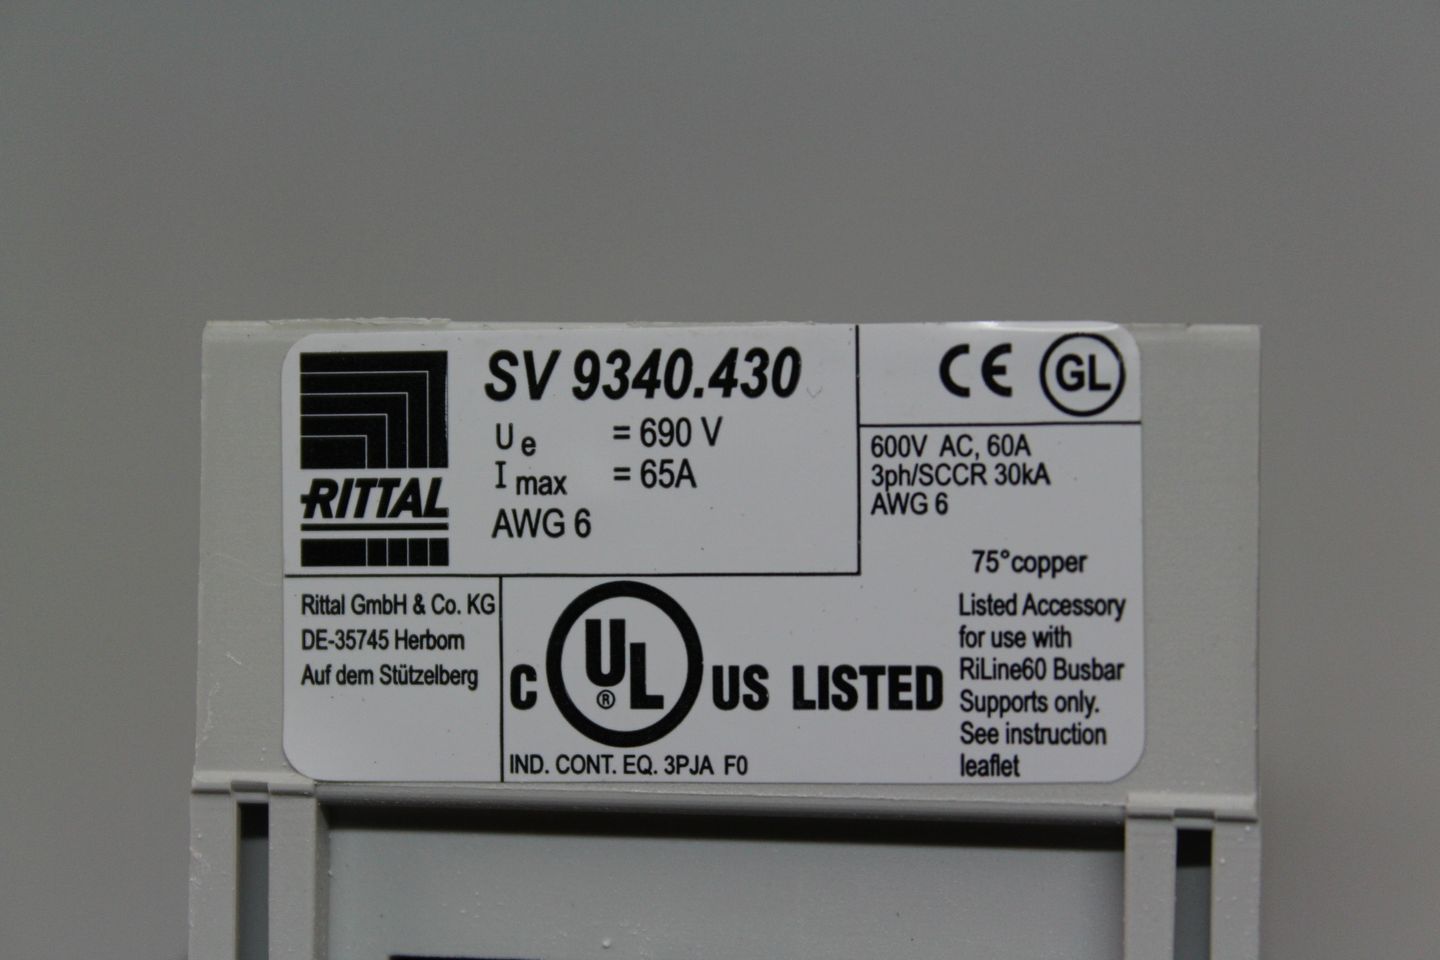 RITTAL
SV 9340.430
Ue = 690 V
Imax = 65A
AWG 6
CE GL
600V AC, 60A
3ph/SCCR 30kA
AWG 6
75°copper
Listed Accessory
for use with
RiLine60 Busbar
Supports only.
See instruction
leaflet
Rittal GmbH & Co. KG
DE-35745 Herborn
Auf dem Stützelberg
C UL® US LISTED
IND. CONT. EQ. 3PJA F0